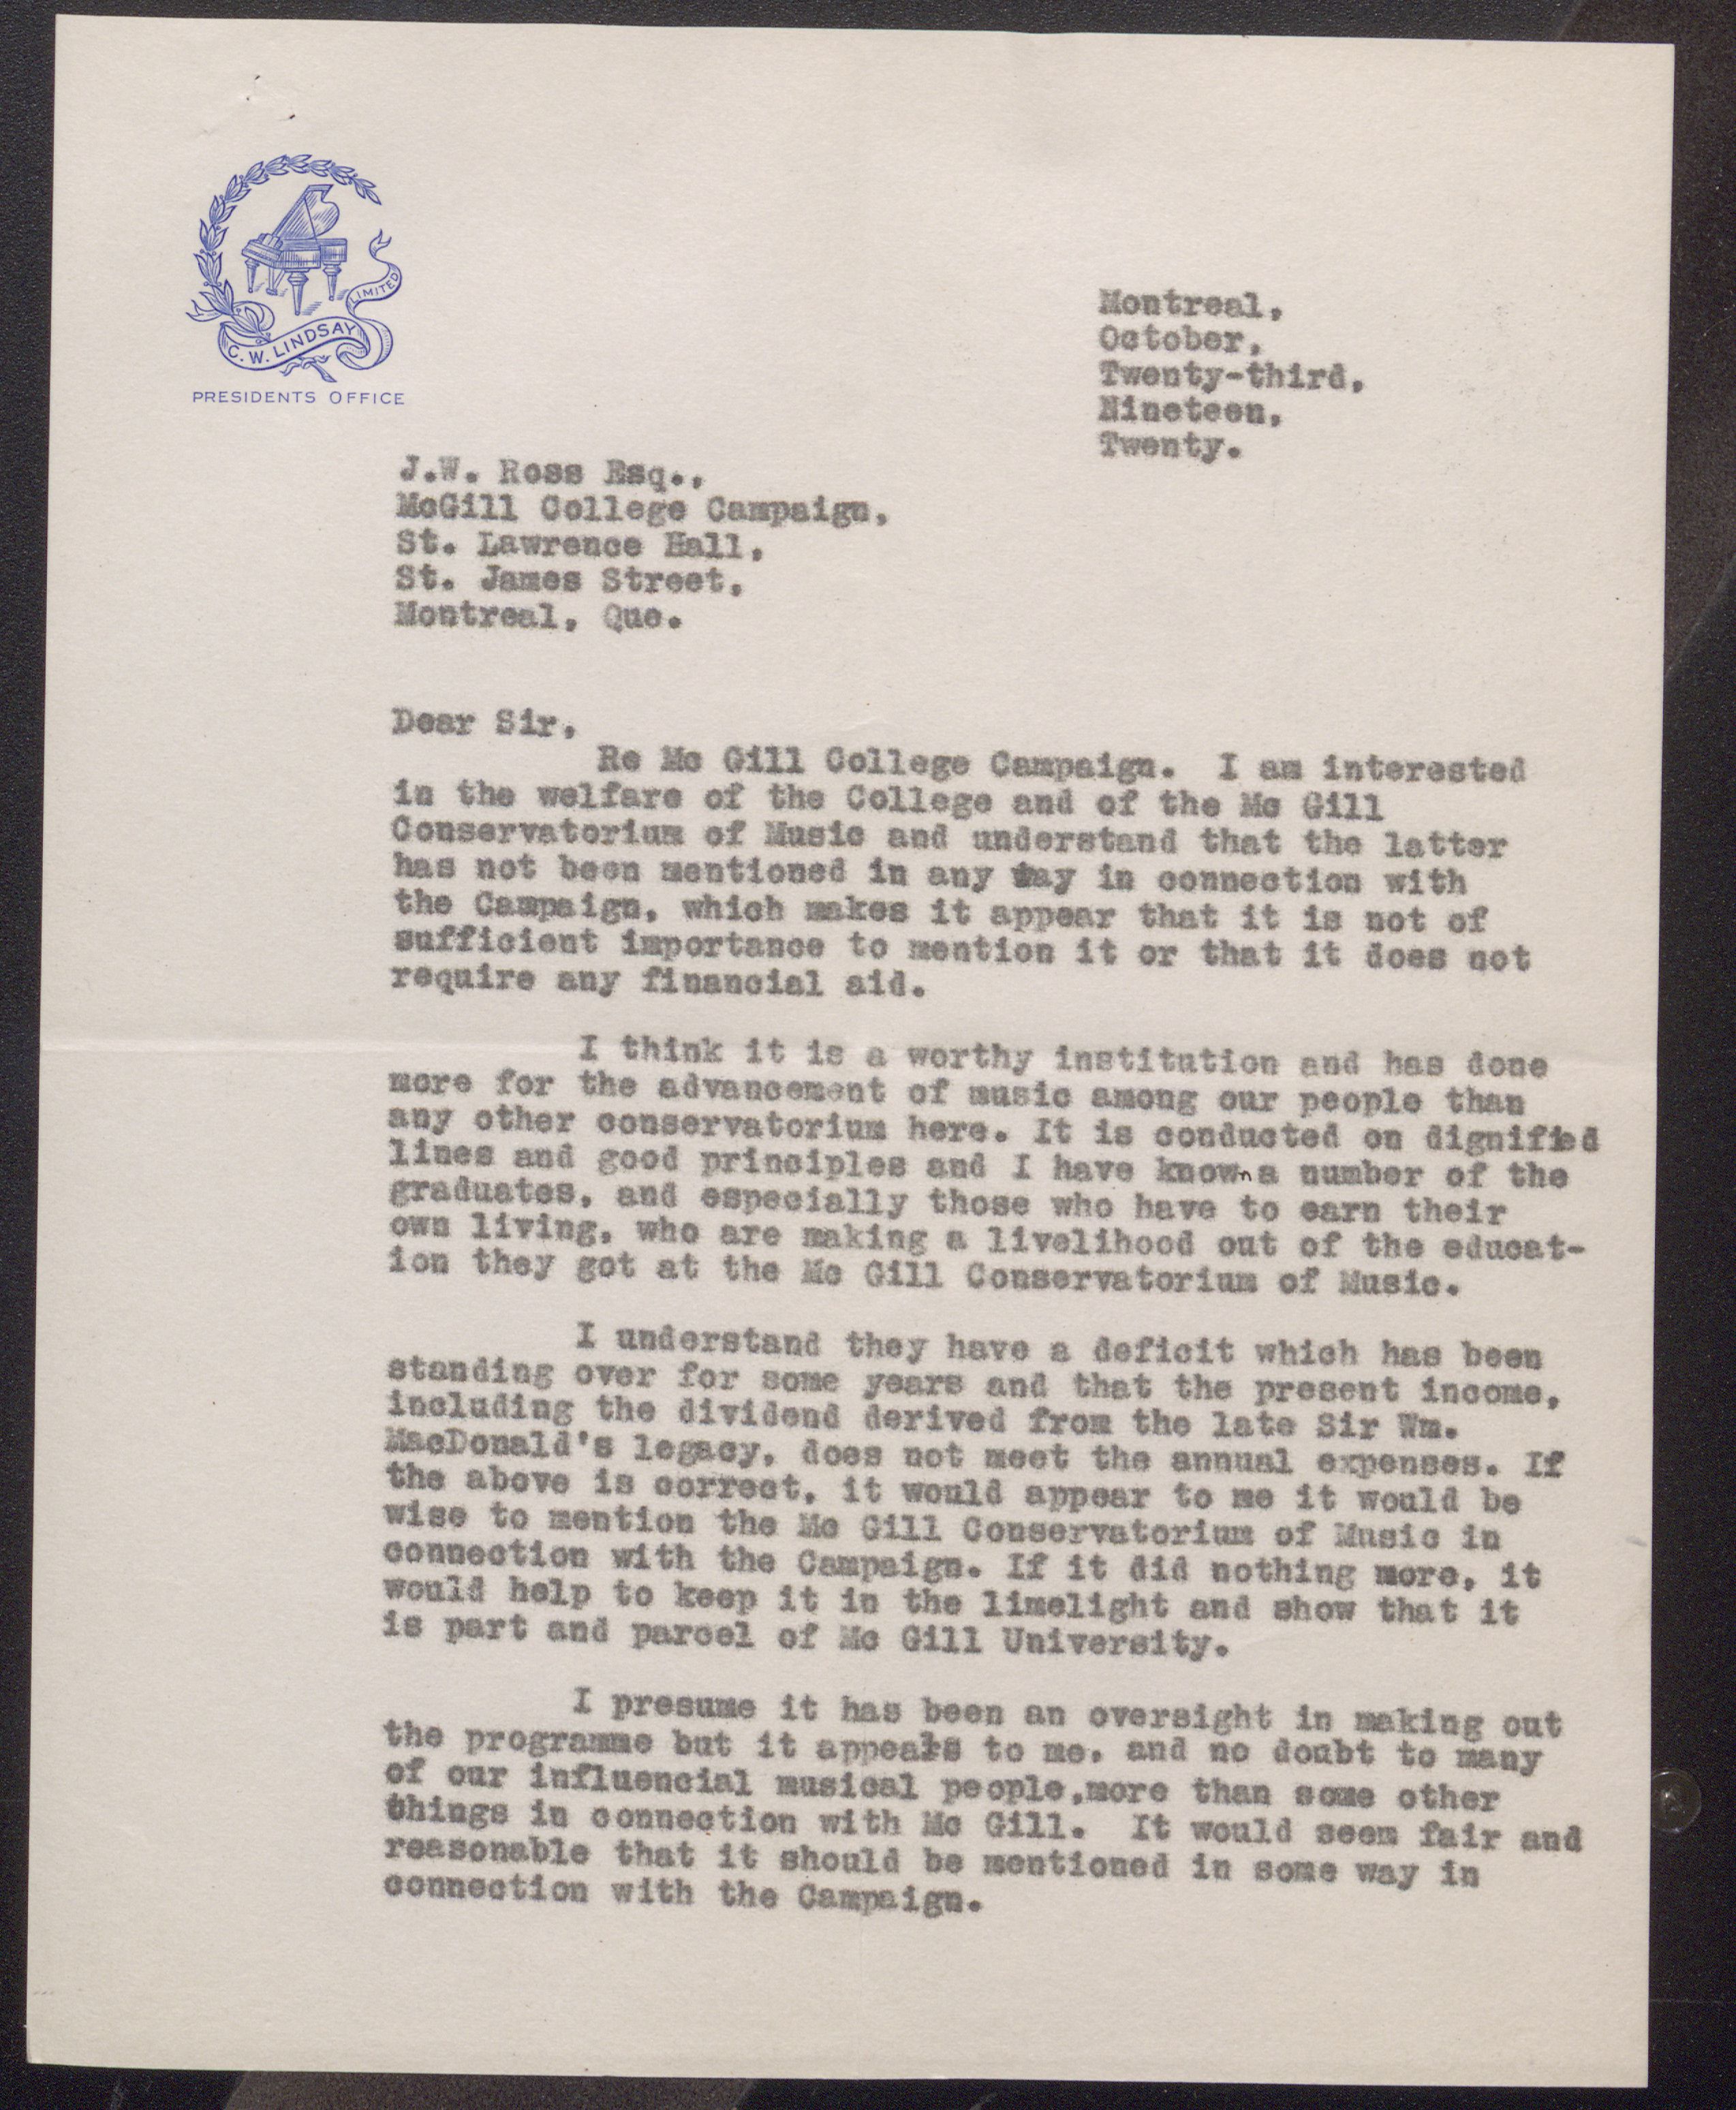 C. W. LINDSAY LIMITED
PRESIDENTS OFFICE
Montreal,
October,
Twenty-third,
Nineteen,
Twenty.
J.W. Ross Esq.,
McGill College Campaign,
St. Lawrence Hall,
St. James Street,
Montreal, Que.
Dear Sir,
Re Mc Gill College Campaign. I am interested
in the welfare of the College and of the Mc Gill
Conservatorium of Music and understand that the latter
has not been mentioned in any way in connection with
the Campaign, which makes it appear that it is not of
sufficient importance to mention it or that it does not
require any financial aid.
I think it is a worthy institution and has done
more for the advancement of music among our people than
any other conservatorium here. It is conducted on dignified
lines and good principles and I have known a number of the
graduates, and especially those who have to earn their
own living, who are making a livelihood out of the educat-
ion they got at the Mc Gill Conservatorium of Music.
I understand they have a deficit which has been
standing over for some years and that the present income,
including the dividend derived from the late Sir Wm.
MacDonald's legacy, does not meet the annual expenses. If
the above is correct, it would appear to me it would be
wise to mention the Mc Gill Conservatorium of Music in
connection with the Campaign. If it did nothing more, it
would help to keep it in the limelight and show that it
is part and parcel of Mc Gill University.
I presume it has been an oversight in making out
the programme but it appeals to me, and no doubt to many
of our influencial musical people,more than some other
things in connection with Mc Gill. It would seem fair and
reasonable that it should be mentioned in some way in
connection with the Campaign.